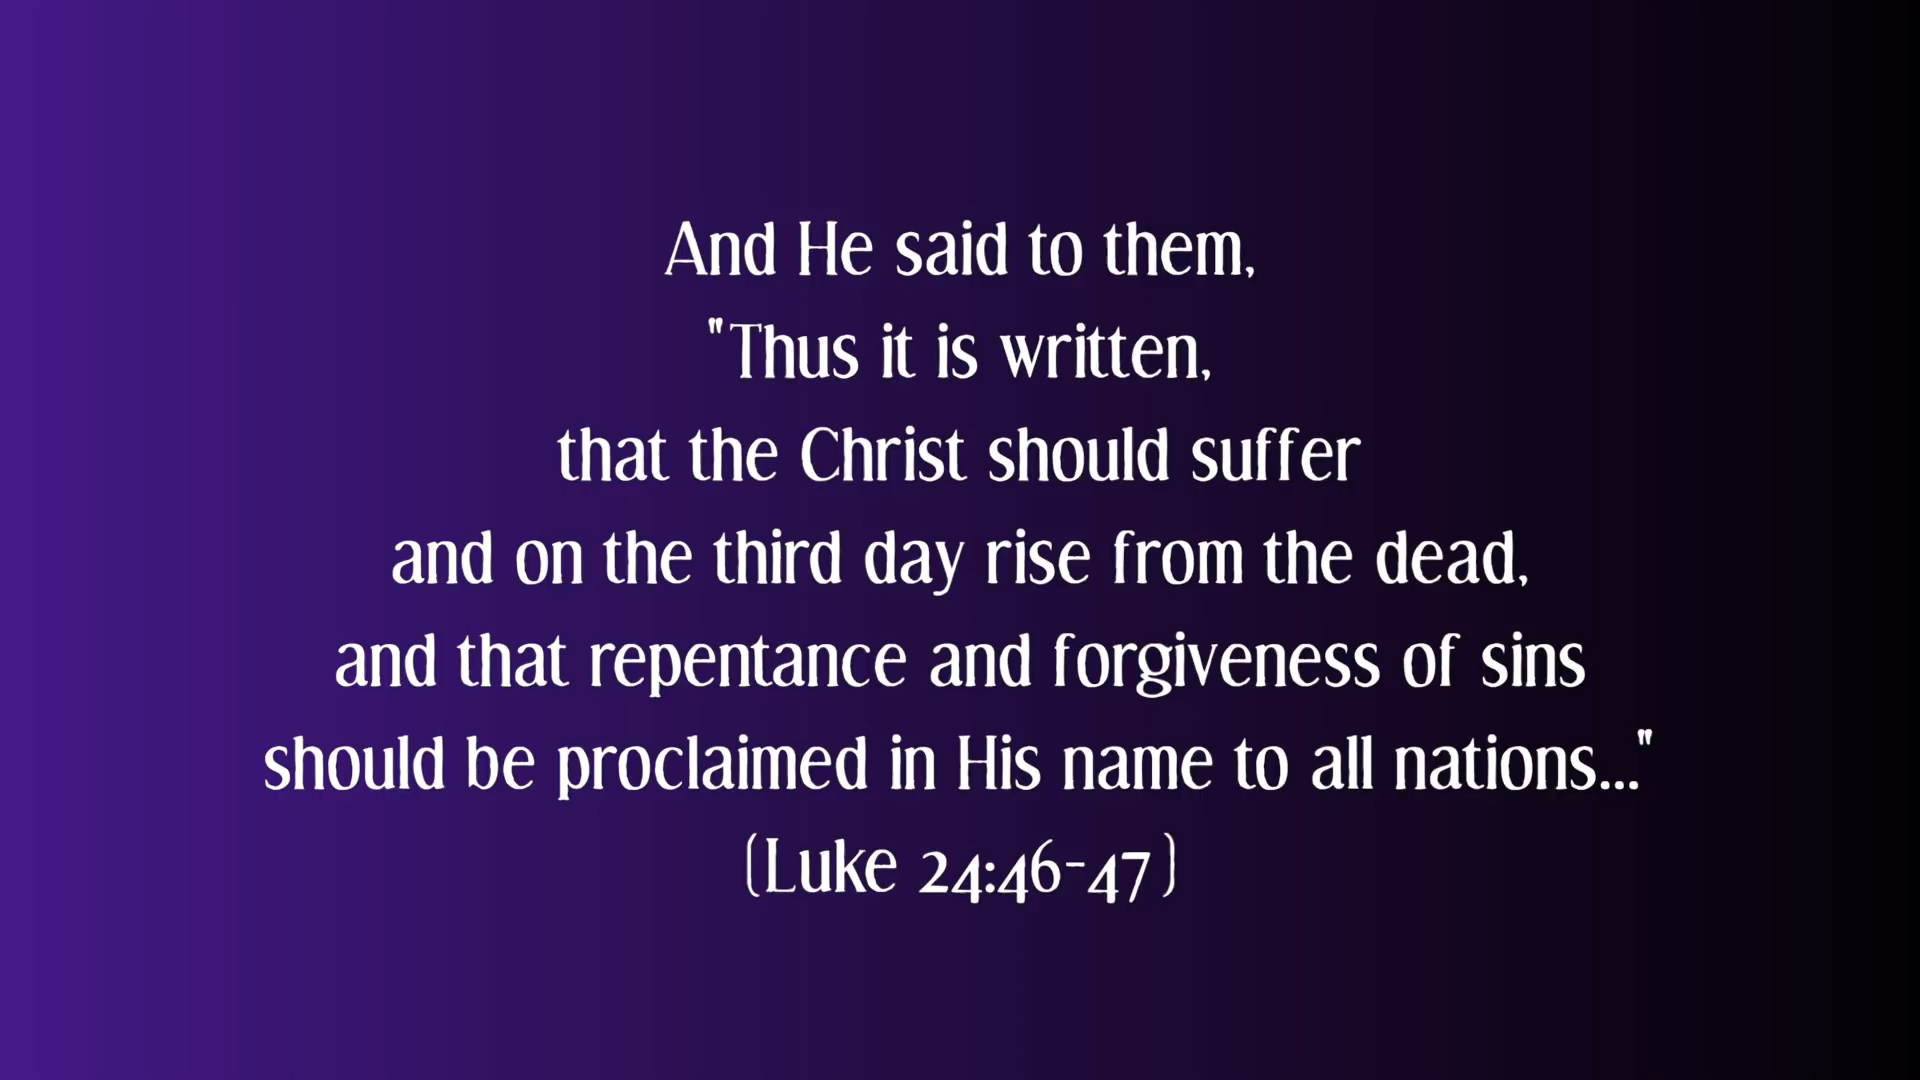 And He said to them,
"Thus it is written,
that the Christ should suffer
and on the third day rise from the dead,
and that repentance and forgiveness of sins
should be proclaimed in His name to all nations..."
(Luke 24:46-47)